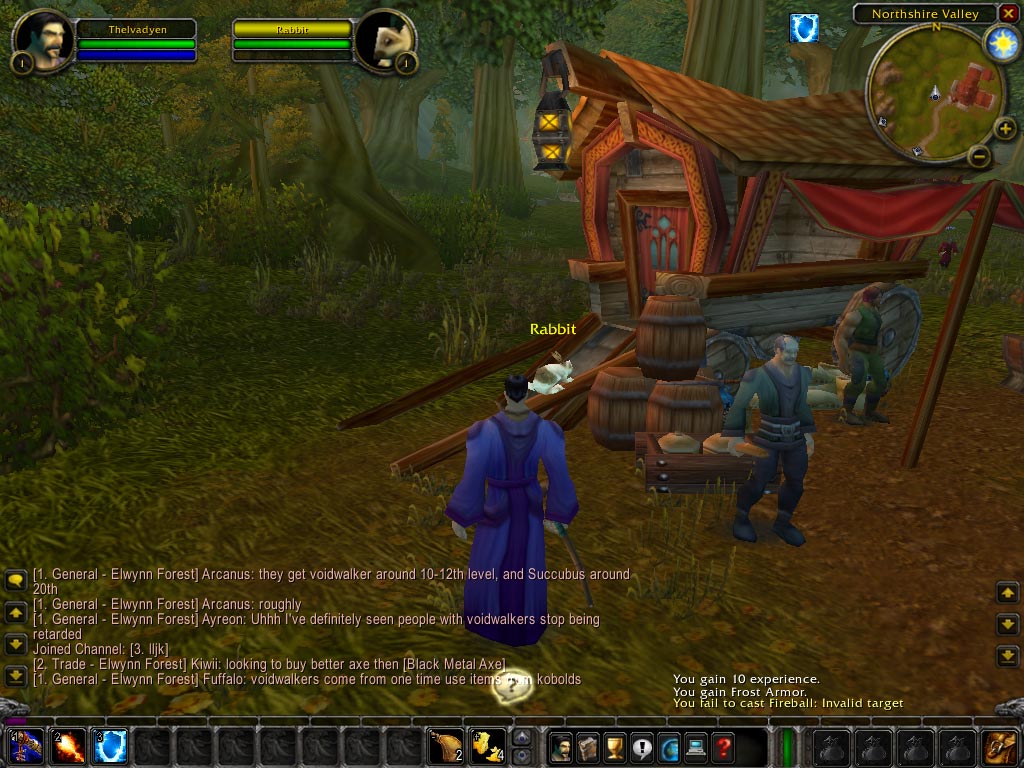 Thelvadyen
Rabbit
Northshire Valley
N
1
1
Rabbit
[1. General - Elwynn Forest] Arcanus: they get voidwalker around 10-12th level, and Succubus around
20th
[1. General - Elwynn Forest] Arcanus: roughly
[1. General - Elwynn Forest] Ayreon: Uhhh I've definitely seen people with voidwalkers stop being
retarded
Joined Channel: [3. lljk]
[2. Trade - Elwynn Forest] Kiwii: looking to buy better axe then [Black Metal Axe]
[1. General - Elwynn Forest] Fuffalo: voidwalkers come from one time use items from kobolds
You gain 10 experience.
You gain Frost Armor.
You fail to cast Fireball: Invalid target
1
2
3
2
4